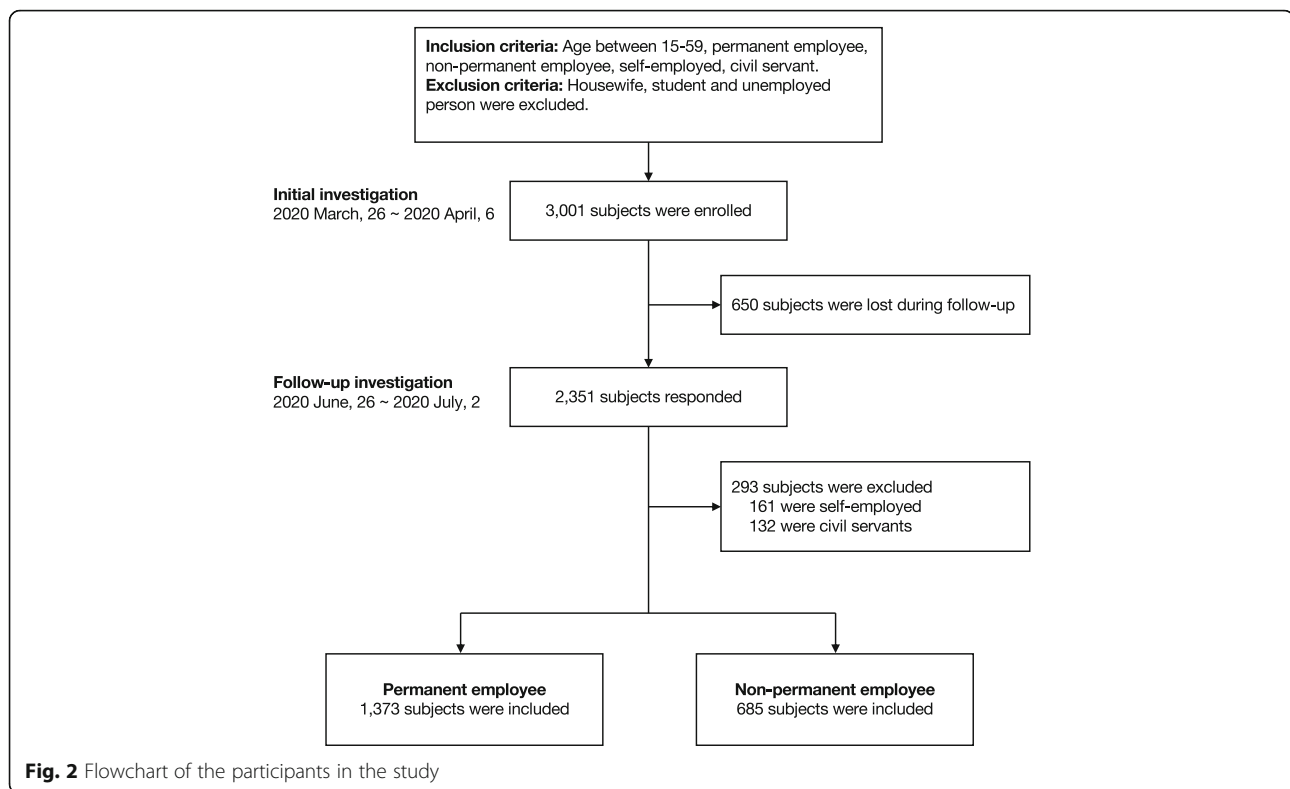 Inclusion criteria: Age between 15-59, permanent employee,
non-permanent employee, self-employed, civil servant.
Exclusion criteria: Housewife, student and unemployed
person were excluded.
Initial investigation
2020 March, 26 ~ 2020 April, 6
3,001 subjects were enrolled
650 subjects were lost during follow-up
Follow-up investigation
2020 June, 26 ~ 2020 July, 2
2,351 subjects responded
293 subjects were excluded
161 were self-employed
132 were civil servants
Permanent employee
1,373 subjects were included
Non-permanent employee
685 subjects were included
Fig. 2 Flowchart of the participants in the study